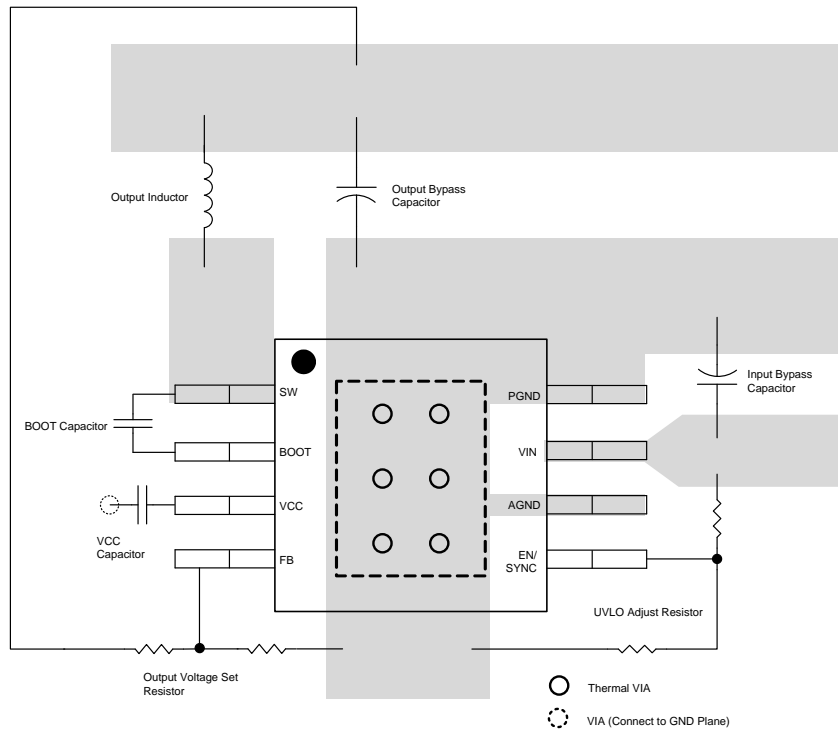 Output Inductor
Output Bypass
Capacitor
Input Bypass
Capacitor
SW
PGND
BOOT Capacitor
BOOT
VIN
VCC
AGND
VCC
Capacitor
FB
EN/
SYNC
UVLO Adjust Resistor
Output Voltage Set
Resistor
Thermal VIA
VIA (Connect to GND Plane)